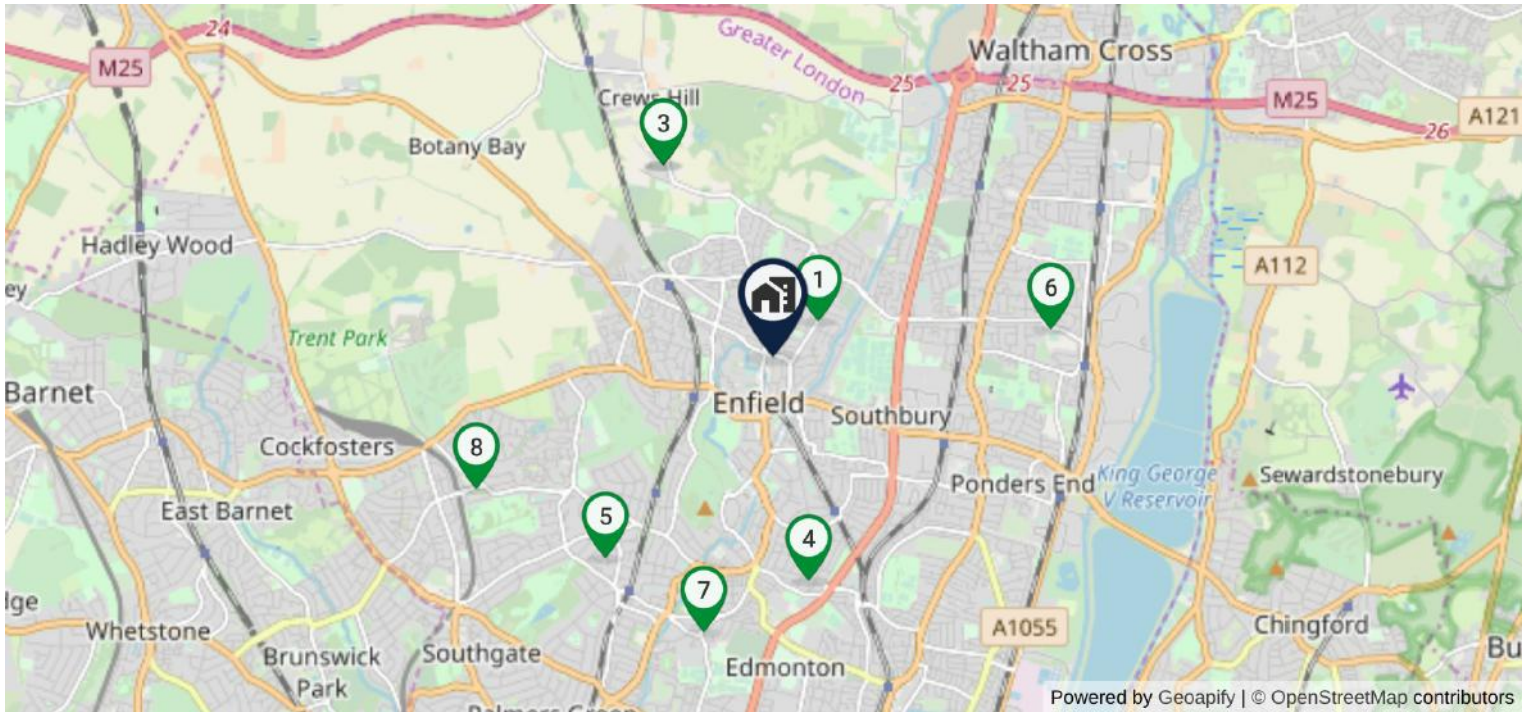 24
M25
Greater London
25
25
Waltham Cross
M25
26
A121
Crews Hill
3
Botany Bay
Hadley Wood
ey
1
6
A112
Trent Park
Barnet
Enfield
Southbury
Cockfosters
8
Ponders End
King George
V Reservoir
Sewardstonebury
East Barnet
5
4
7
dge
Whetstone
Brunswick
Park
Southgate
Edmonton
A1055
Chingford
Bu
Palmers Green
Powered by Geoapify | © OpenStreetMap contributors